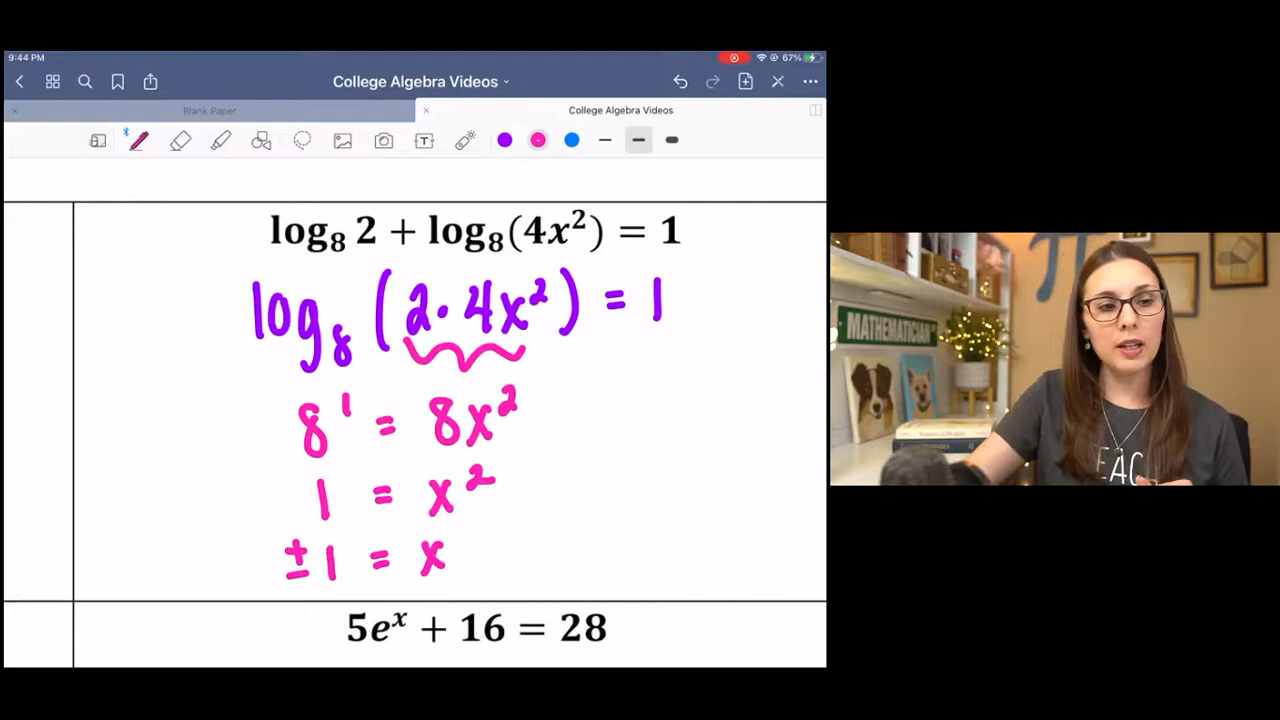 9:44 PM
67%
College Algebra Videos
Blank Paper
College Algebra Videos
T
log₈ 2 + log₈(4x²) = 1
log₈ (2 · 4x²) = 1
8¹ = 8x²
1 = x²
±1 = x
5eˣ + 16 = 28
MATHEMATICIAN